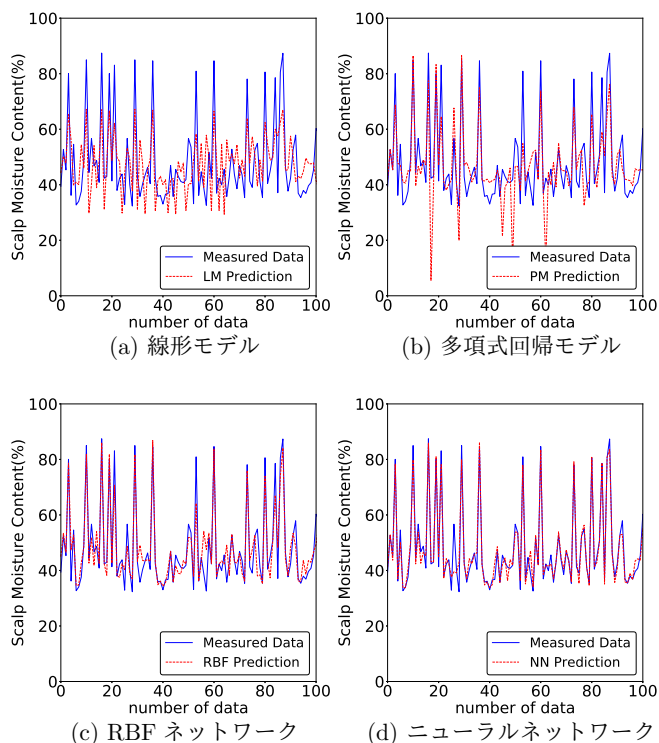 100
80
60
40
20
0
Scalp Moisture Content(%)
Measured Data
LM Prediction
0 20 40 60 80 100
number of data
(a) 線形モデル
100
80
60
40
20
0
Scalp Moisture Content(%)
Measured Data
PM Prediction
0 20 40 60 80 100
number of data
(b) 多項式回帰モデル
100
80
60
40
20
0
Scalp Moisture Content(%)
Measured Data
RBF Prediction
0 20 40 60 80 100
number of data
(c) RBF ネットワーク
100
80
60
40
20
0
Scalp Moisture Content(%)
Measured Data
NN Prediction
0 20 40 60 80 100
number of data
(d) ニューラルネットワーク